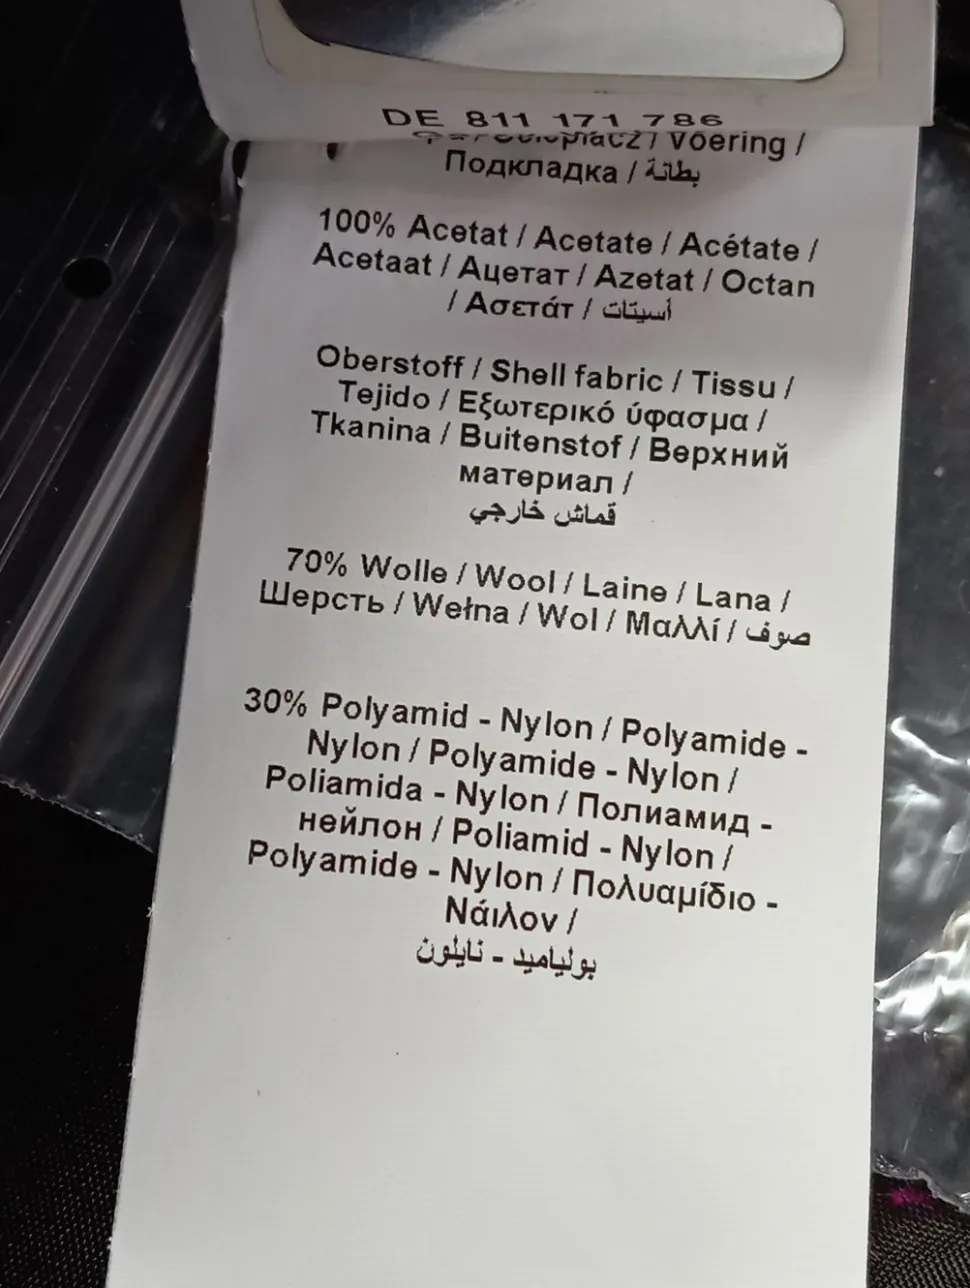 DE 811 171 786
/ Voering /
Подкладка / بطانة
100% Acetat / Acetate / Acétate /
Acetaat / Ацетат / Azetat / Octan
/ Ασετάτ / أسيتات
Oberstoff / Shell fabric / Tissu /
Tejido / Εξωτερικό ύφασμα /
Tkanina / Buitenstof / Верхний
материал /
قماش خارجي
70% Wolle / Wool / Laine / Lana /
Шерсть / Wełna / Wol / Μαλλί / صوف
30% Polyamid - Nylon / Polyamide -
Nylon / Polyamide - Nylon /
Poliamida - Nylon / Полиамид -
нейлон / Poliamid - Nylon /
Polyamide - Nylon / Πολυαμίδιο -
Νάιλον /
بولياميد - نايلون